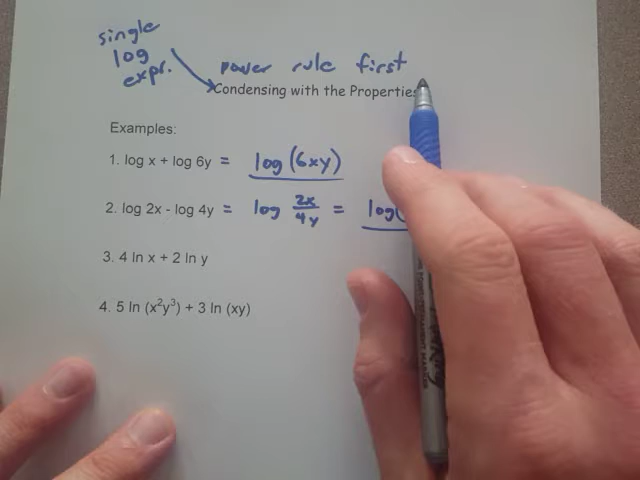 single
log
expr.
power rule first
Condensing with the Properties
Examples:
1. log x + log 6y = log (6xy)
2. log 2x - log 4y = log 2x/4y = log(
3. 4 ln x + 2 ln y
4. 5 ln (x²y³) + 3 ln (xy)